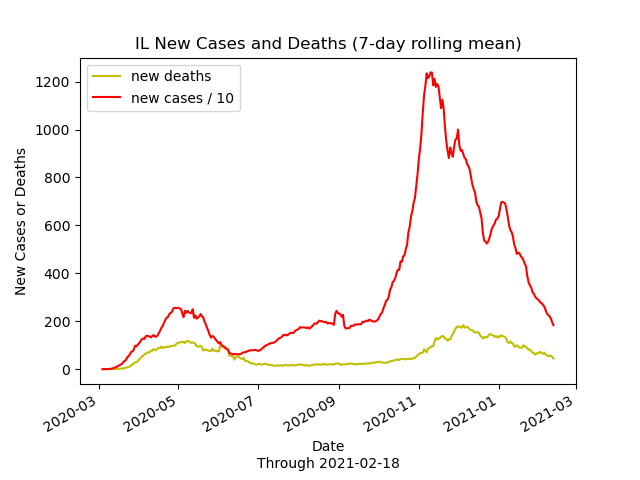 IL New Cases and Deaths (7-day rolling mean)
new deaths
new cases / 10
New Cases or Deaths
1200
1000
800
600
400
200
0
2020-03
2020-05
2020-07
2020-09
2020-11
2021-01
2021-03
Date
Through 2021-02-18